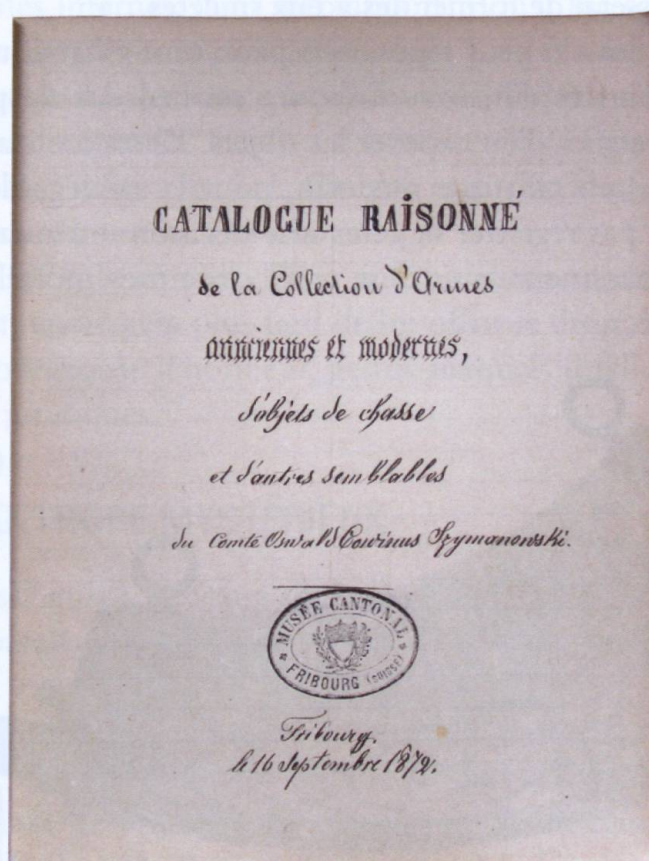 CATALOGUE RAISONNÉ
de la Collection d'Armes
anciennes et modernes,
d'objets de chasse
et d'autres semblables
du Comte Oswald Corvinus Szymanowski.
MUSÉE CANTONAL
FRIBOURG (SUISSE)
Fribourg,
le 16 Septembre 1872.